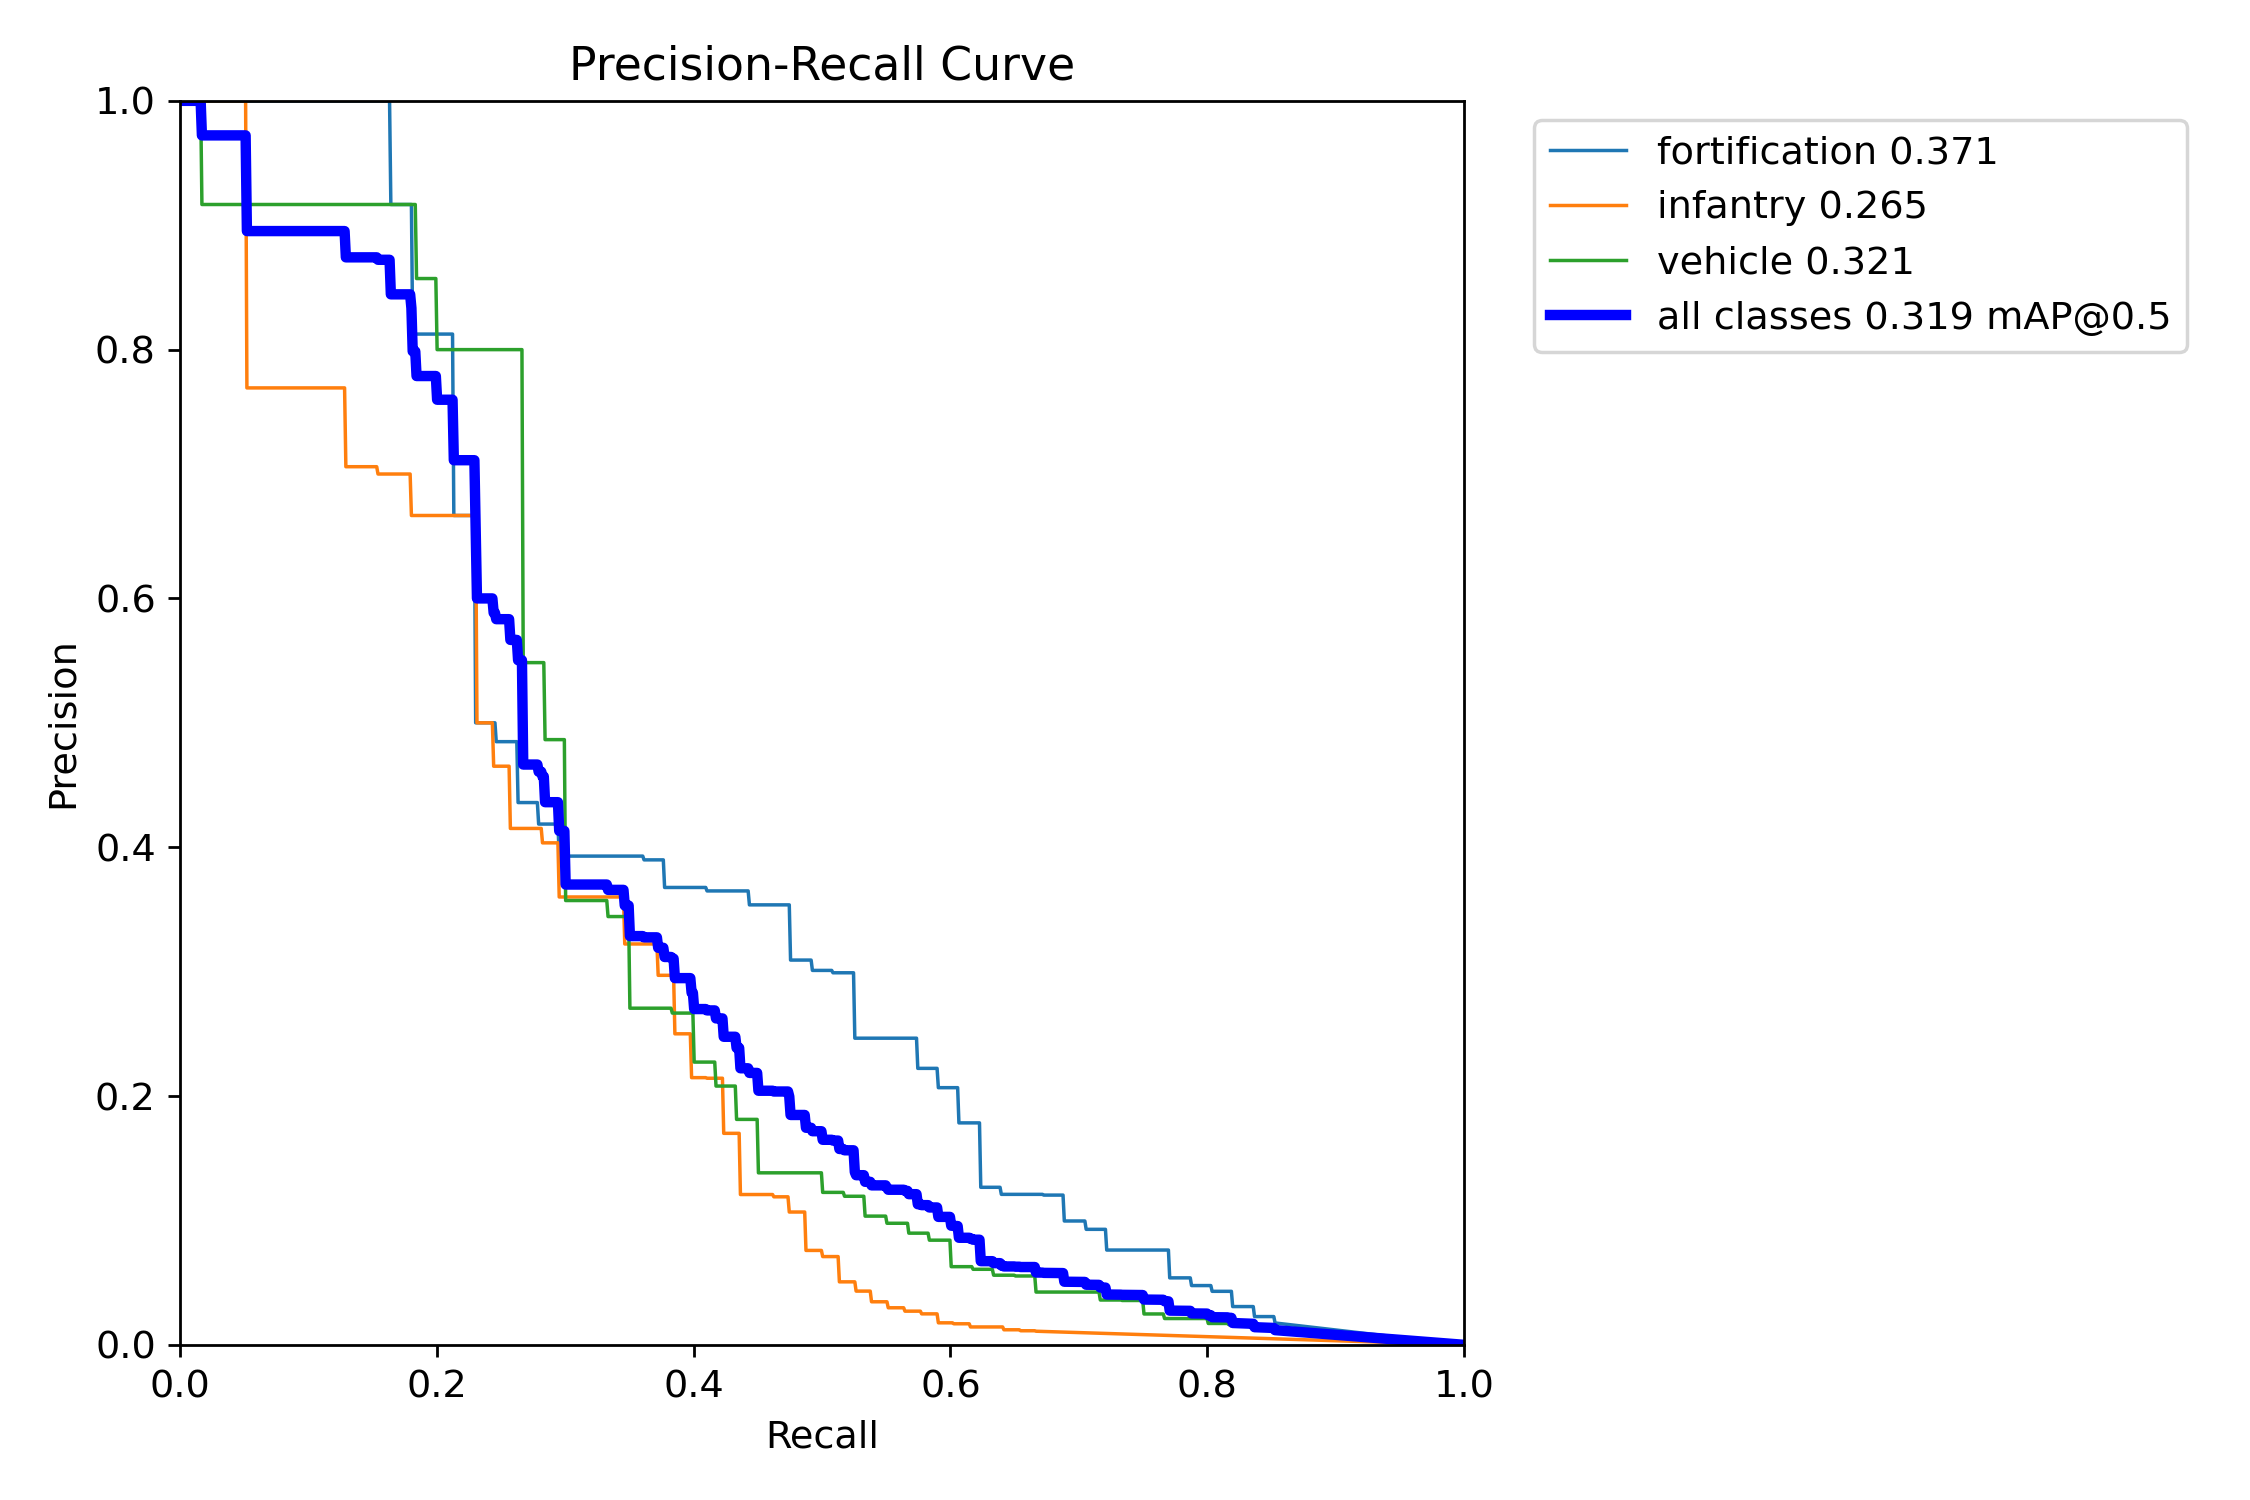 Precision-Recall Curve
1.0
0.8
0.6
0.4
0.2
0.0
Precision
0.0 0.2 0.4 0.6 0.8 1.0
Recall
fortification 0.371
infantry 0.265
vehicle 0.321
all classes 0.319 mAP@0.5